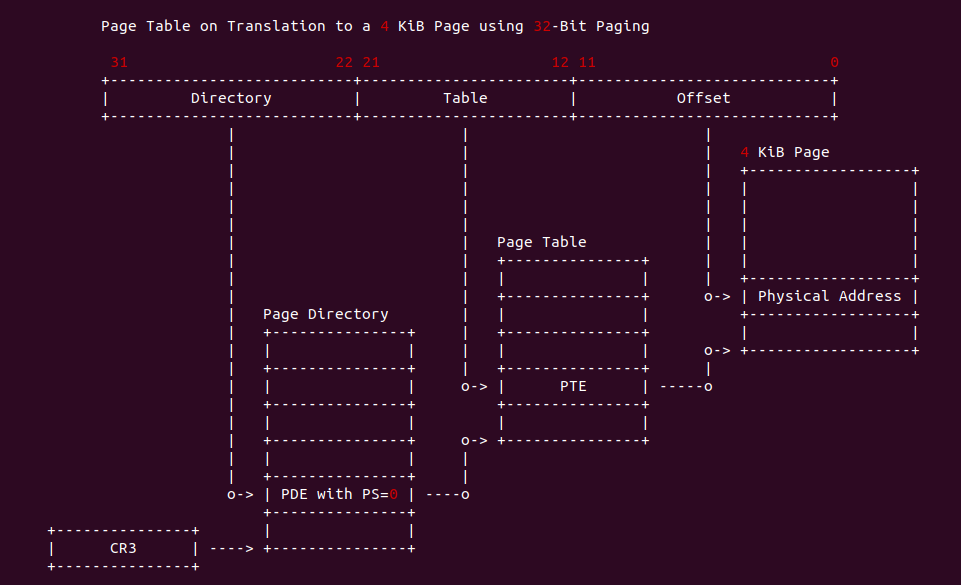 Page Table on Translation to a 4 KiB Page using 32-Bit Paging
31 22 21 12 11 0
Directory Table Offset
4 KiB Page
Page Table
Physical Address
Page Directory
PTE
PDE with PS=0
CR3